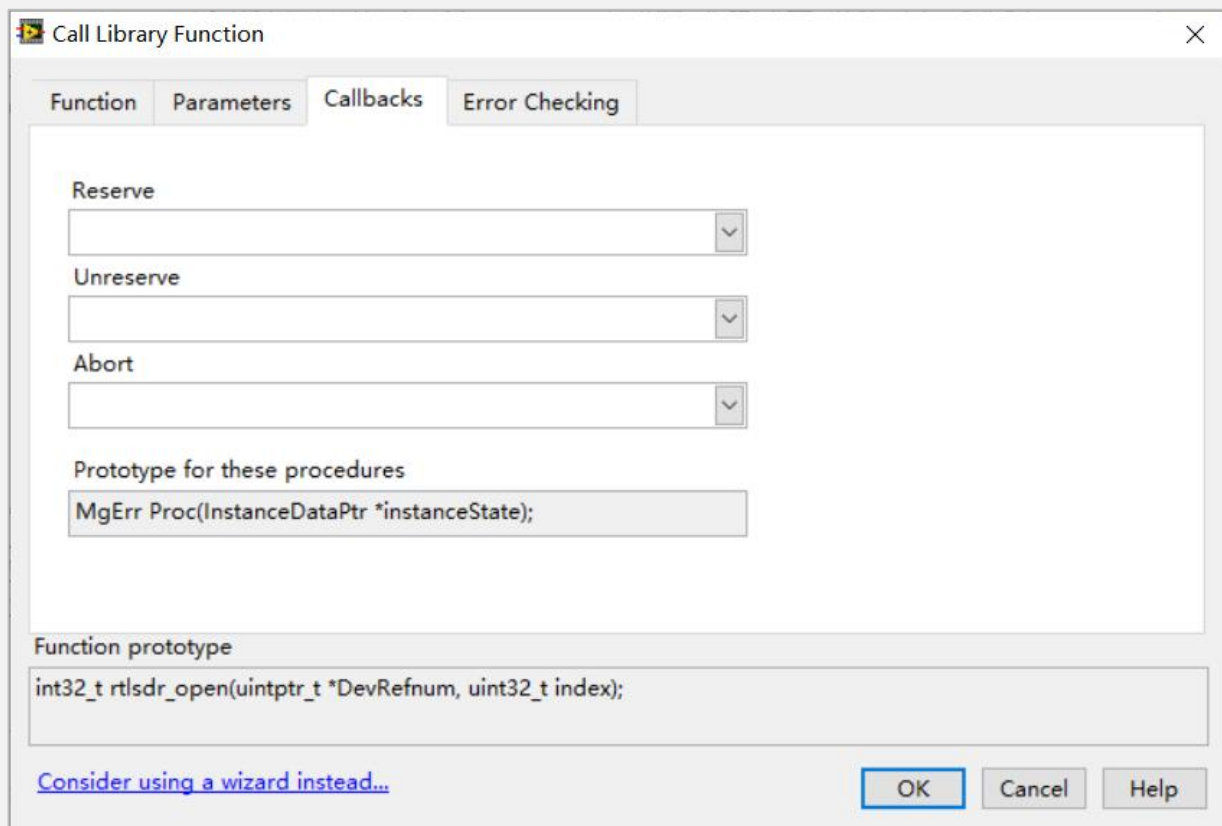 Call Library Function
Function Parameters Callbacks Error Checking
Reserve
Unreserve
Abort
Prototype for these procedures
MgErr Proc(InstanceDataPtr *instanceState);
Function prototype
int32_t rtlsdr_open(uintptr_t *DevRefnum, uint32_t index);
Consider using a wizard instead...
OK Cancel Help